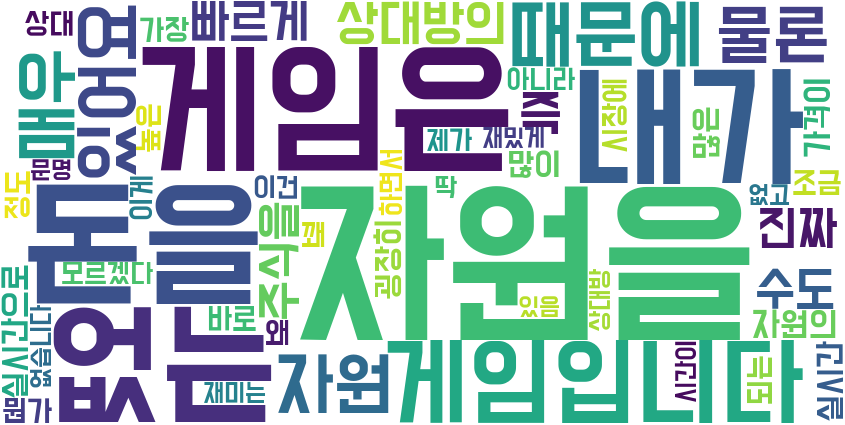 상대
가장
빠르게
상대방의
때문에
물론
매우
있어요
높은
게임은
아니라
즉
내가
시장에
많은
가격이
제가
재밌게
많이
문명
정도
이게
이건
하면서
딱
없고
조금
돈을
주식을
꽤
굉장히
자원을
진짜
모르겠다
실시간으로
없습니다
없는
바로
왜
있음
상대방
수도
자원의
뭔가
재미는
자원
게임입니다
시간이
되는
실시간